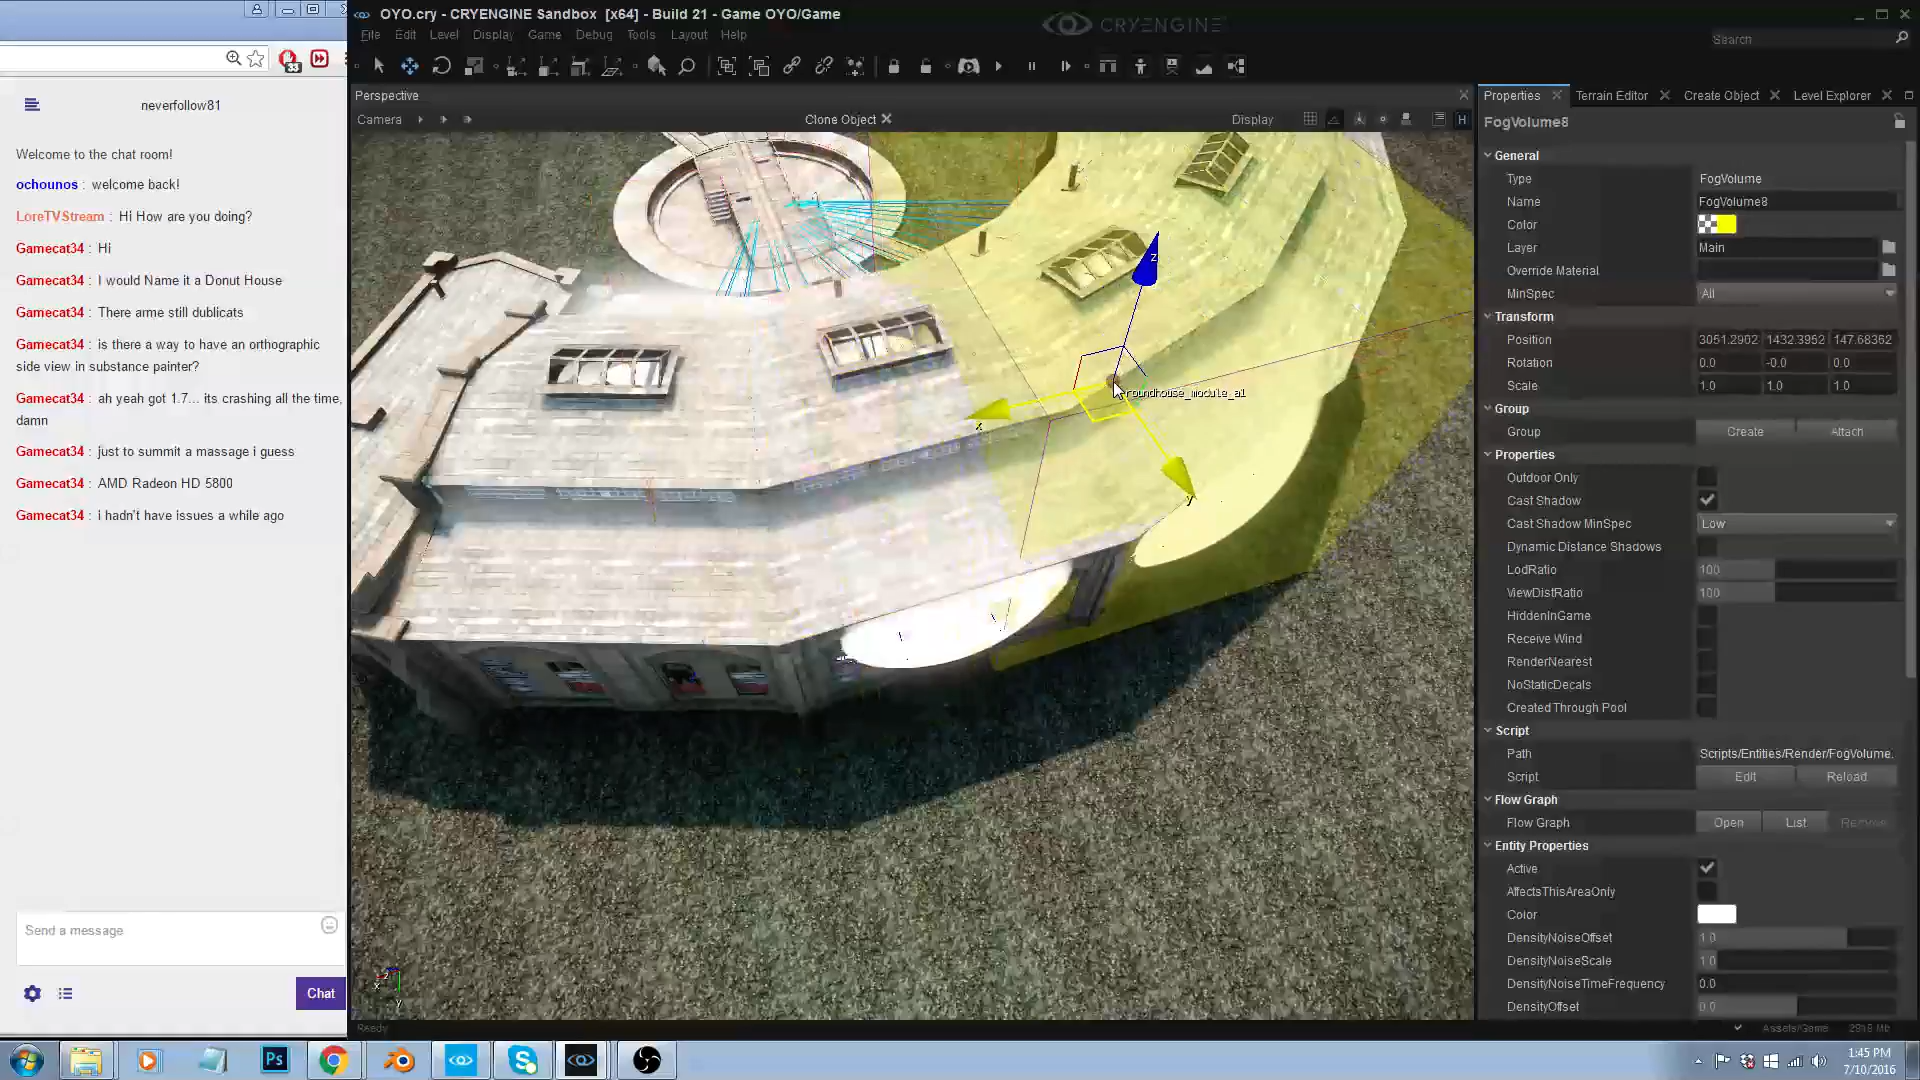 OYO.cry - CRYENGINE Sandbox [x64] - Build 21 - Game OYO/Game
CRYENGINE
File Edit Level Display Game Debug Tools Layout Help
Search
33
neverfollow81
Welcome to the chat room!
ochounos : welcome back!
LoreTVStream : Hi How are you doing?
Gamecat34 : Hi
Gamecat34 : I would Name it a Donut House
Gamecat34 : There arme still dublicats
Gamecat34 : is there a way to have an orthographic
side view in substance painter?
Gamecat34 : ah yeah got 1.7... its crashing all the time,
damn
Gamecat34 : just to summit a massage i guess
Gamecat34 : AMD Radeon HD 5800
Gamecat34 : i hadn't have issues a while ago
Send a message
Chat
Perspective
Camera
Clone Object
Display
H
z
x
y
roundhouse_module_a1
z
x
y
Ready
Properties Terrain Editor Create Object Level Explorer
FogVolume8
General
Type FogVolume
Name FogVolume8
Color
Layer Main
Override Material
MinSpec All
Transform
Position 3051.2902 1432.3952 147.68362
Rotation 0.0 -0.0 0.0
Scale 1.0 1.0 1.0
Group
Group Create Attach
Properties
Outdoor Only
Cast Shadow
Cast Shadow MinSpec Low
Dynamic Distance Shadows
LodRatio 100
ViewDistRatio 100
HiddenInGame
Receive Wind
RenderNearest
NoStaticDecals
Created Through Pool
Script
Path Scripts/Entities/Render/FogVolume.
Script Edit Reload
Flow Graph
Flow Graph Open List Remove
Entity Properties
Active
AffectsThisAreaOnly
Color
DensityNoiseOffset 1.0
DensityNoiseScale 1.0
DensityNoiseTimeFrequency 0.0
DensityOffset 0.0
Assets/Game
Ps
1:45 PM
7/10/2016